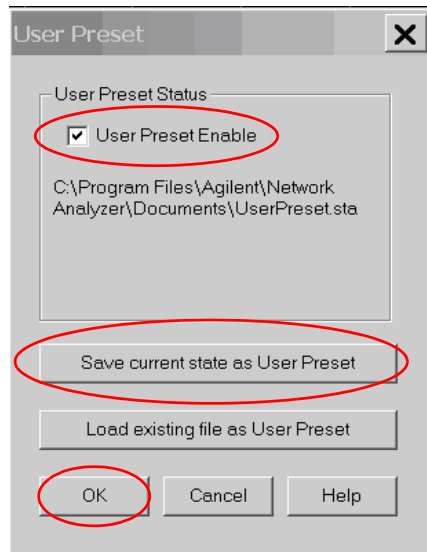 User Preset
User Preset Status
User Preset Enable
C:\Program Files\Agilent\Network
Analyzer\Documents\UserPreset.sta
Save current state as User Preset
Load existing file as User Preset
OK Cancel Help